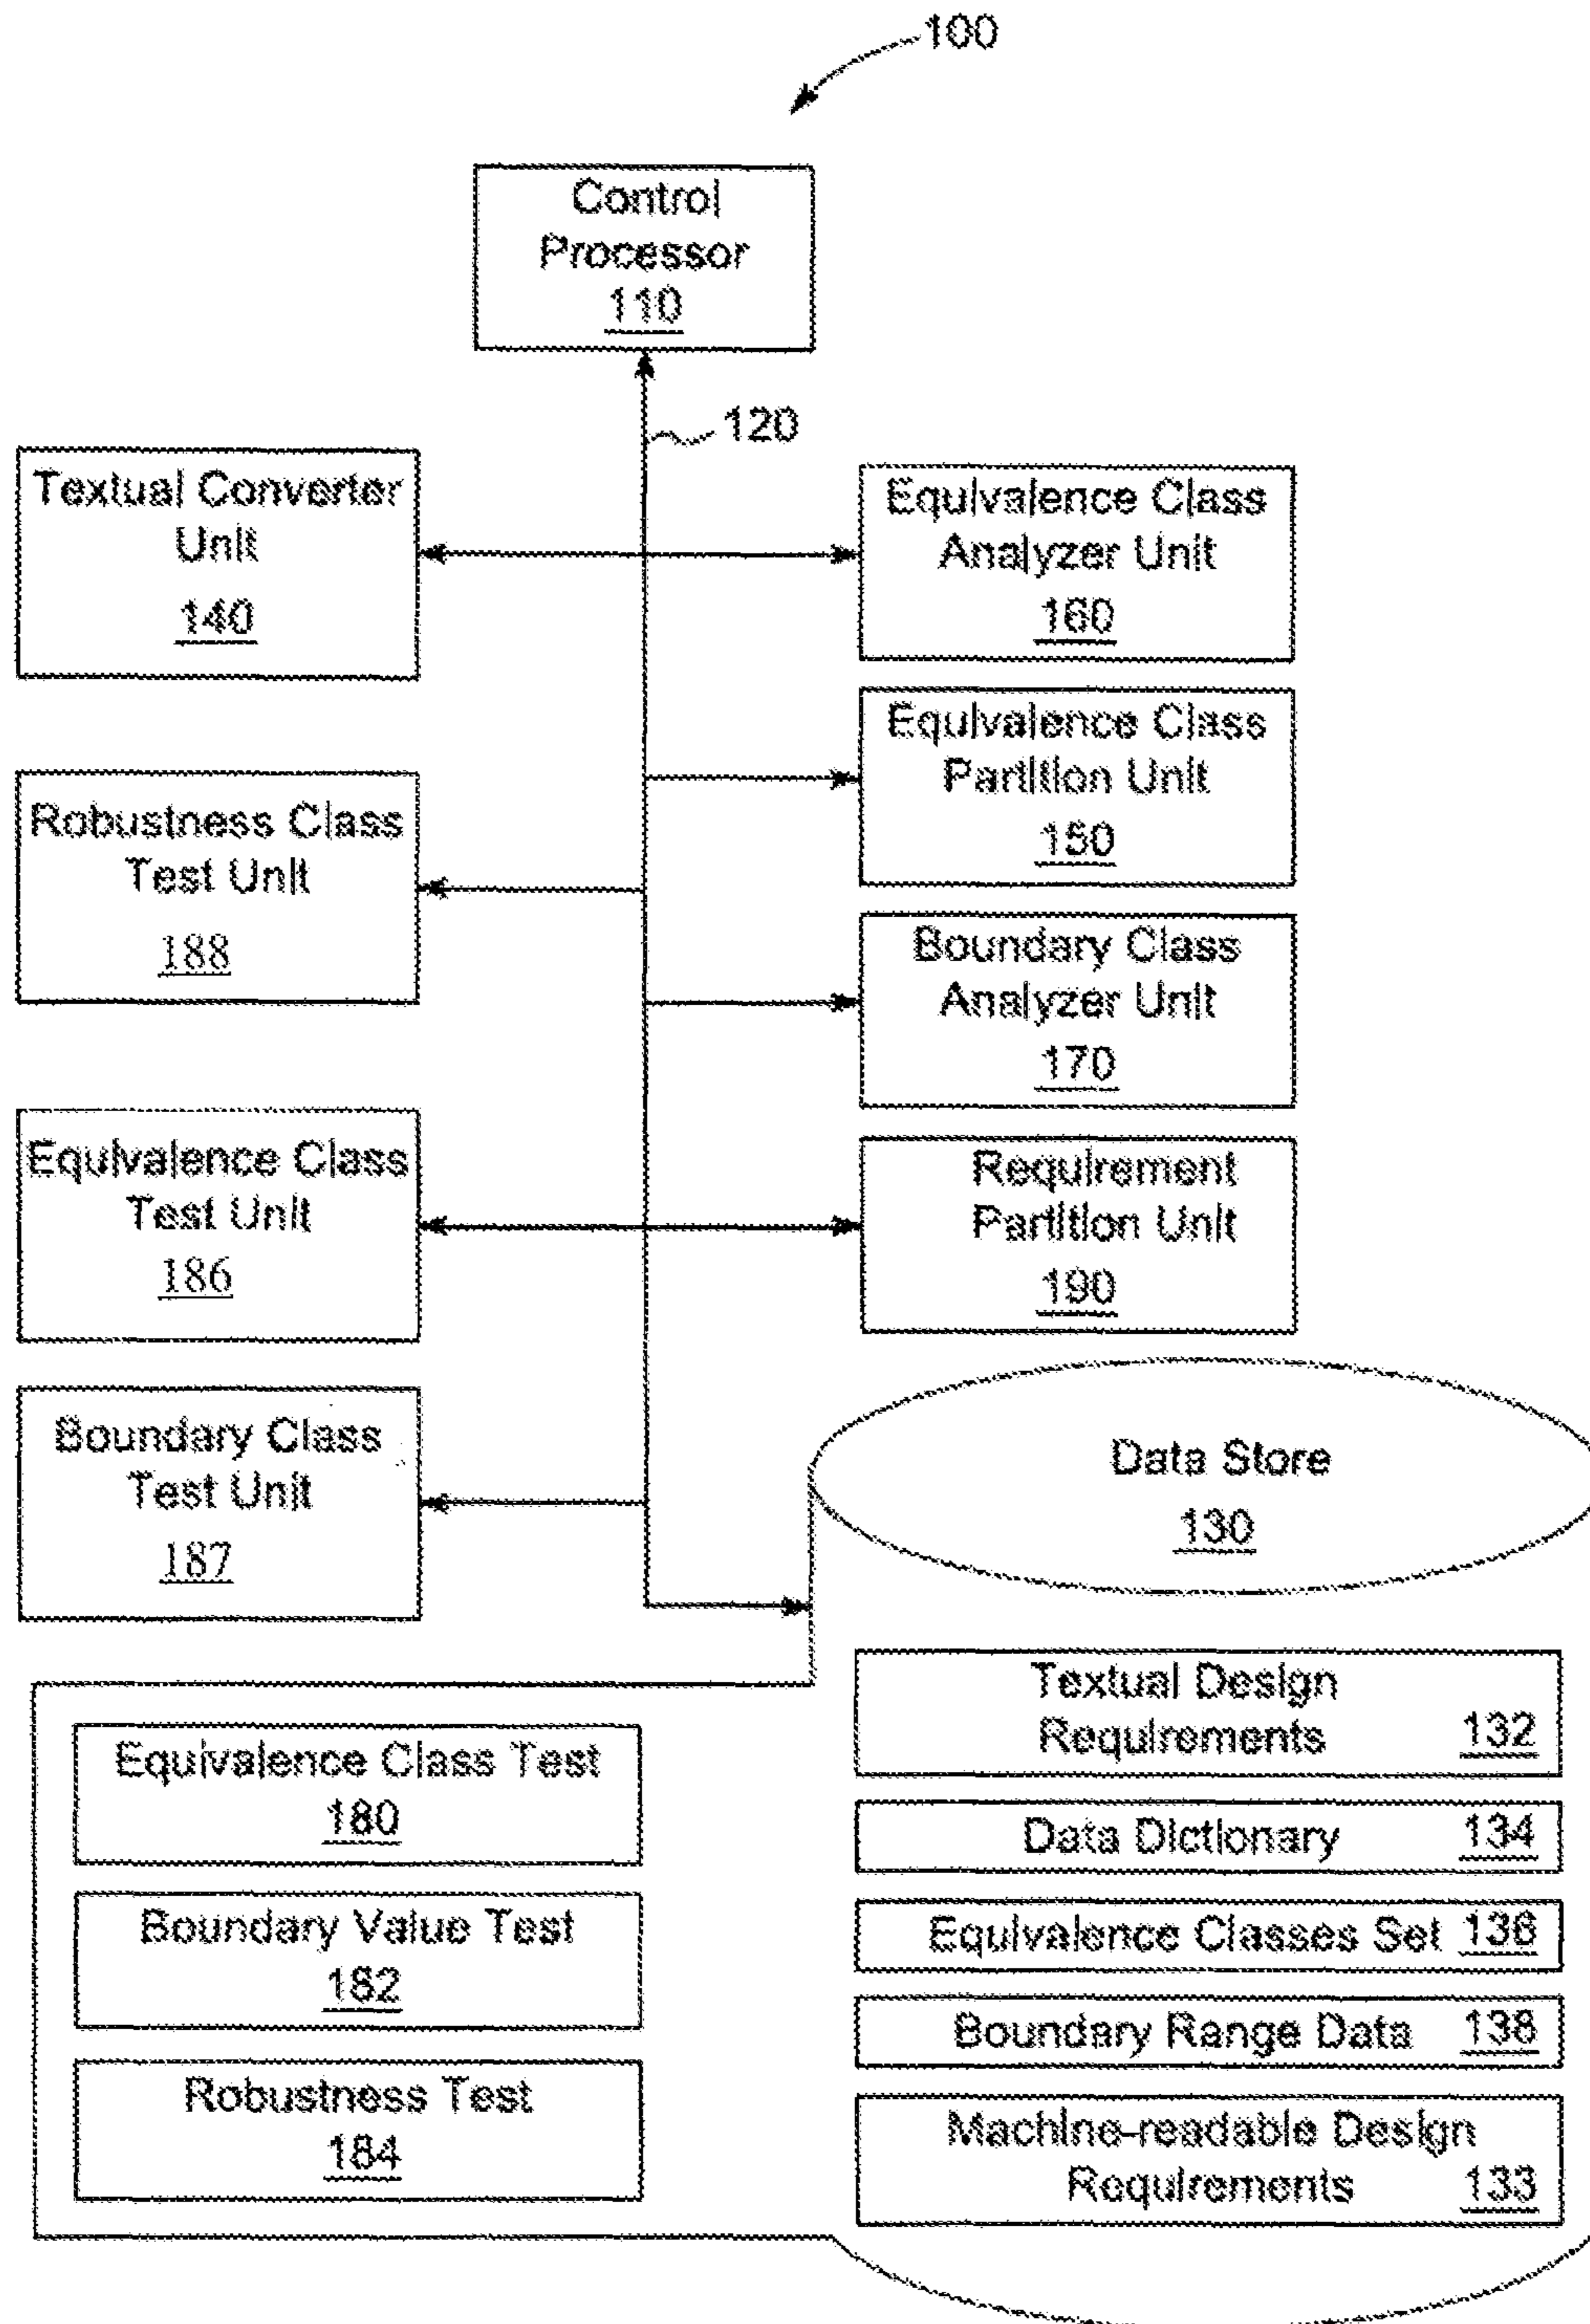 100
Control
Processor
110
120
Textual Converter
Unit
140
Equivalence Class
Analyzer Unit
160
Equivalence Class
Partition Unit
150
Robustness Class
Test Unit
188
Boundary Class
Analyzer Unit
170
Equivalence Class
Test Unit
186
Requirement
Partition Unit
190
Boundary Class
Test Unit
187
Data Store
130
Equivalence Class Test
180
Boundary Value Test
182
Robustness Test
184
Textual Design
Requirements 132
Data Dictionary 134
Equivalence Classes Set 136
Boundary Range Data 138
Machine-readable Design
Requirements 133